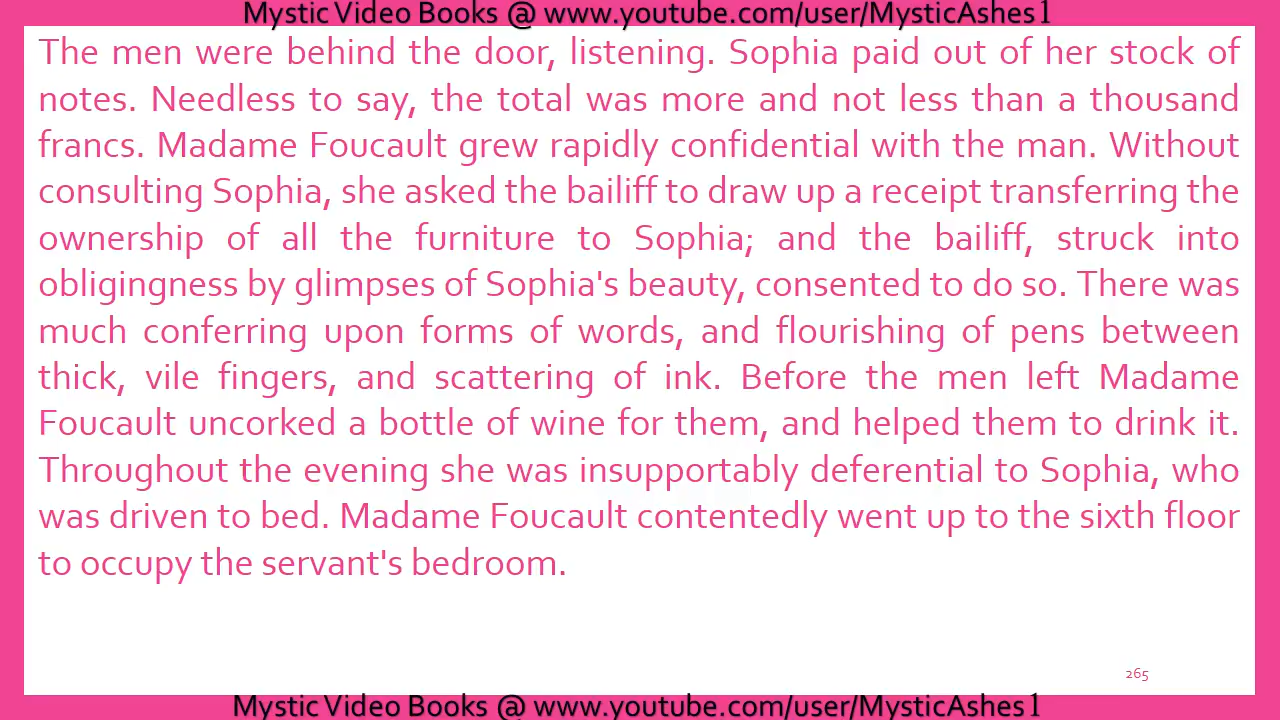 Mystic Video Books @ www.youtube.com/user/MysticAshes1
The men were behind the door, listening. Sophia paid out of her stock of
notes. Needless to say, the total was more and not less than a thousand
francs. Madame Foucault grew rapidly confidential with the man. Without
consulting Sophia, she asked the bailiff to draw up a receipt transferring the
ownership of all the furniture to Sophia; and the bailiff, struck into
obligingness by glimpses of Sophia's beauty, consented to do so. There was
much conferring upon forms of words, and flourishing of pens between
thick, vile fingers, and scattering of ink. Before the men left Madame
Foucault uncorked a bottle of wine for them, and helped them to drink it.
Throughout the evening she was insupportably deferential to Sophia, who
was driven to bed. Madame Foucault contentedly went up to the sixth floor
to occupy the servant's bedroom.
265
Mystic Video Books @ www.youtube.com/user/MysticAshes1